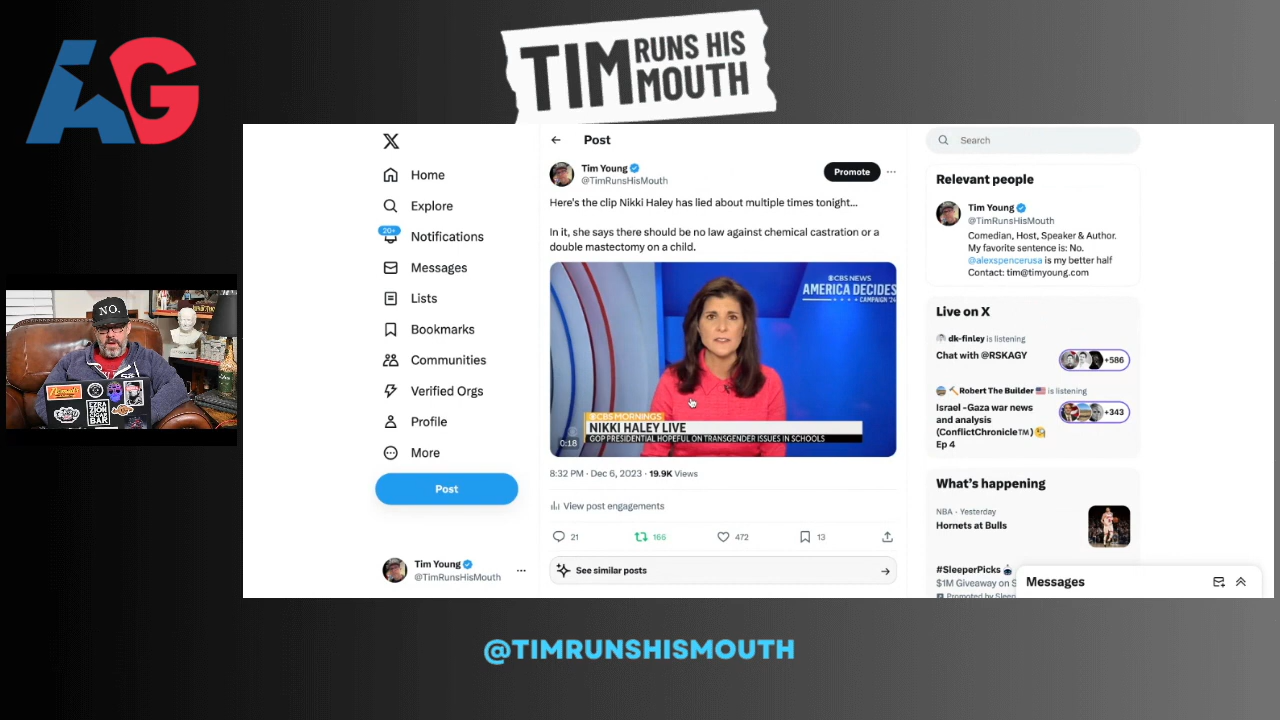 AG
TIM RUNS HIS MOUTH
Home
Explore
20+
Notifications
Messages
Lists
Bookmarks
Communities
Verified Orgs
Profile
More
Post
Tim Young
@TimRunsHisMouth
Post
Tim Young
@TimRunsHisMouth
Promote
Here's the clip Nikki Haley has lied about multiple times tonight...
In it, she says there should be no law against chemical castration or a
double mastectomy on a child.
CBS NEWS
AMERICA DECIDES
CAMPAIGN '24
CBS MORNINGS
NIKKI HALEY LIVE
GOP PRESIDENTIAL HOPEFUL ON TRANSGENDER ISSUES IN SCHOOLS
0:18
8:32 PM · Dec 6, 2023 · 19.9K Views
View post engagements
21
166
472
13
See similar posts
Search
Relevant people
Tim Young
@TimRunsHisMouth
Comedian, Host, Speaker & Author.
My favorite sentence is: No.
@alexspencerusa is my better half
Contact: tim@timyoung.com
Live on X
dk-finley is listening
Chat with @RSKAGY
+586
Robert The Builder is listening
Israel -Gaza war news
and analysis
(ConflictChronicle™)
Ep 4
+343
What's happening
NBA · Yesterday
Hornets at Bulls
#SleeperPicks
$1M Giveaway on S
Promoted by Sleep
Messages
NO.
@TIMRUNSHISMOUTH